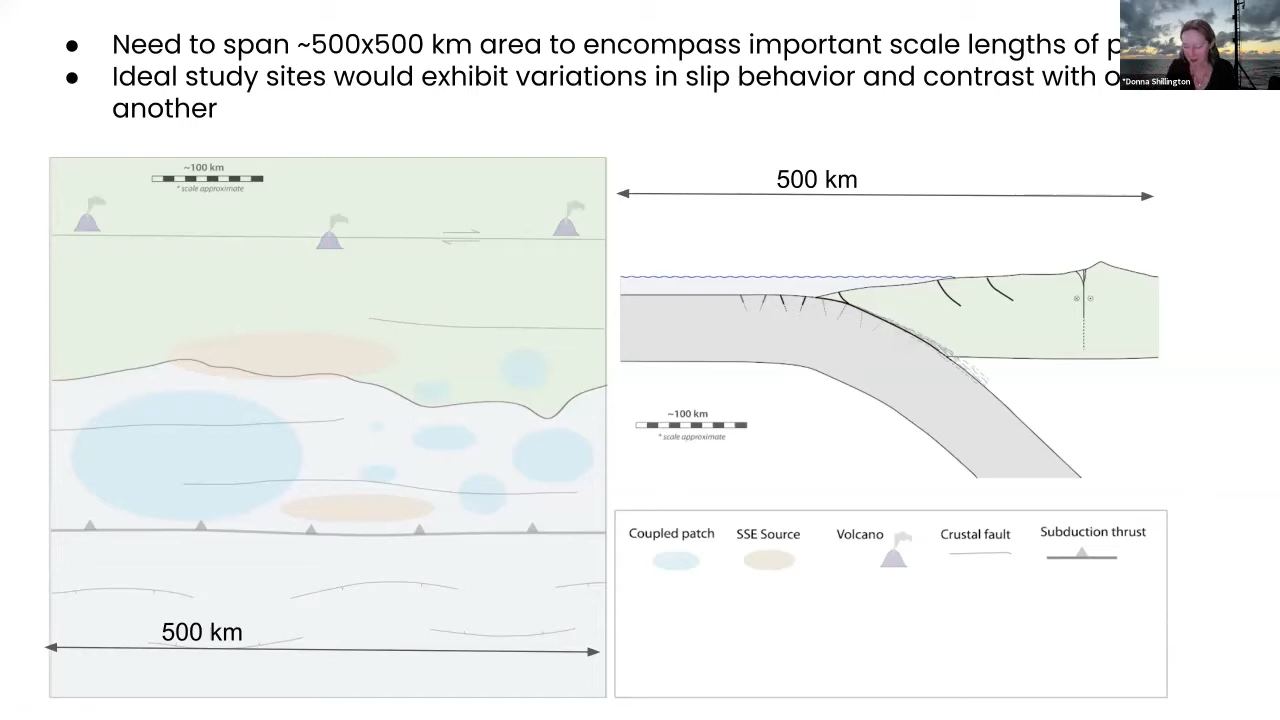 ● Need to span ~500x500 km area to encompass important scale lengths of
● Ideal study sites would exhibit variations in slip behavior and contrast with
another
*Donna Shillington
~100 km
* scale approximate
500 km
500 km
~100 km
* scale approximate
Coupled patch
SSE Source
Volcano
Crustal fault
Subduction thrust